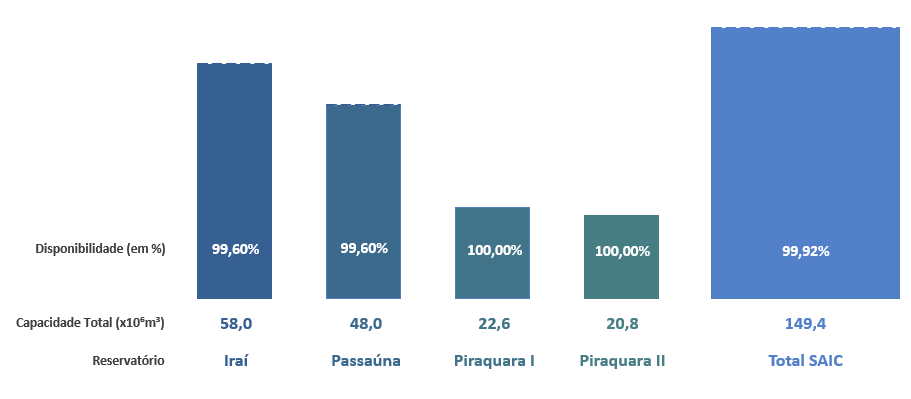 Disponibilidade (em %) 99,60% 99,60% 100,00% 100,00% 99,92%
Capacidade Total (x10⁶m³) 58,0 48,0 22,6 20,8 149,4
Reservatório Iraí Passaúna Piraquara I Piraquara II Total SAIC